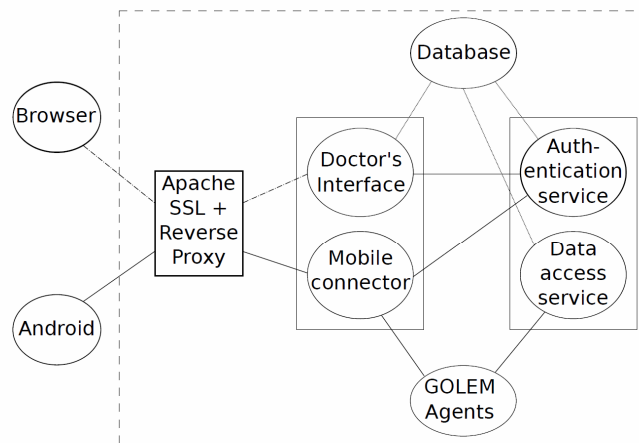 Database
Browser
Doctor's
Interface
Auth-
entication
service
Apache
SSL +
Reverse
Proxy
Mobile
connector
Data
access
service
Android
GOLEM
Agents